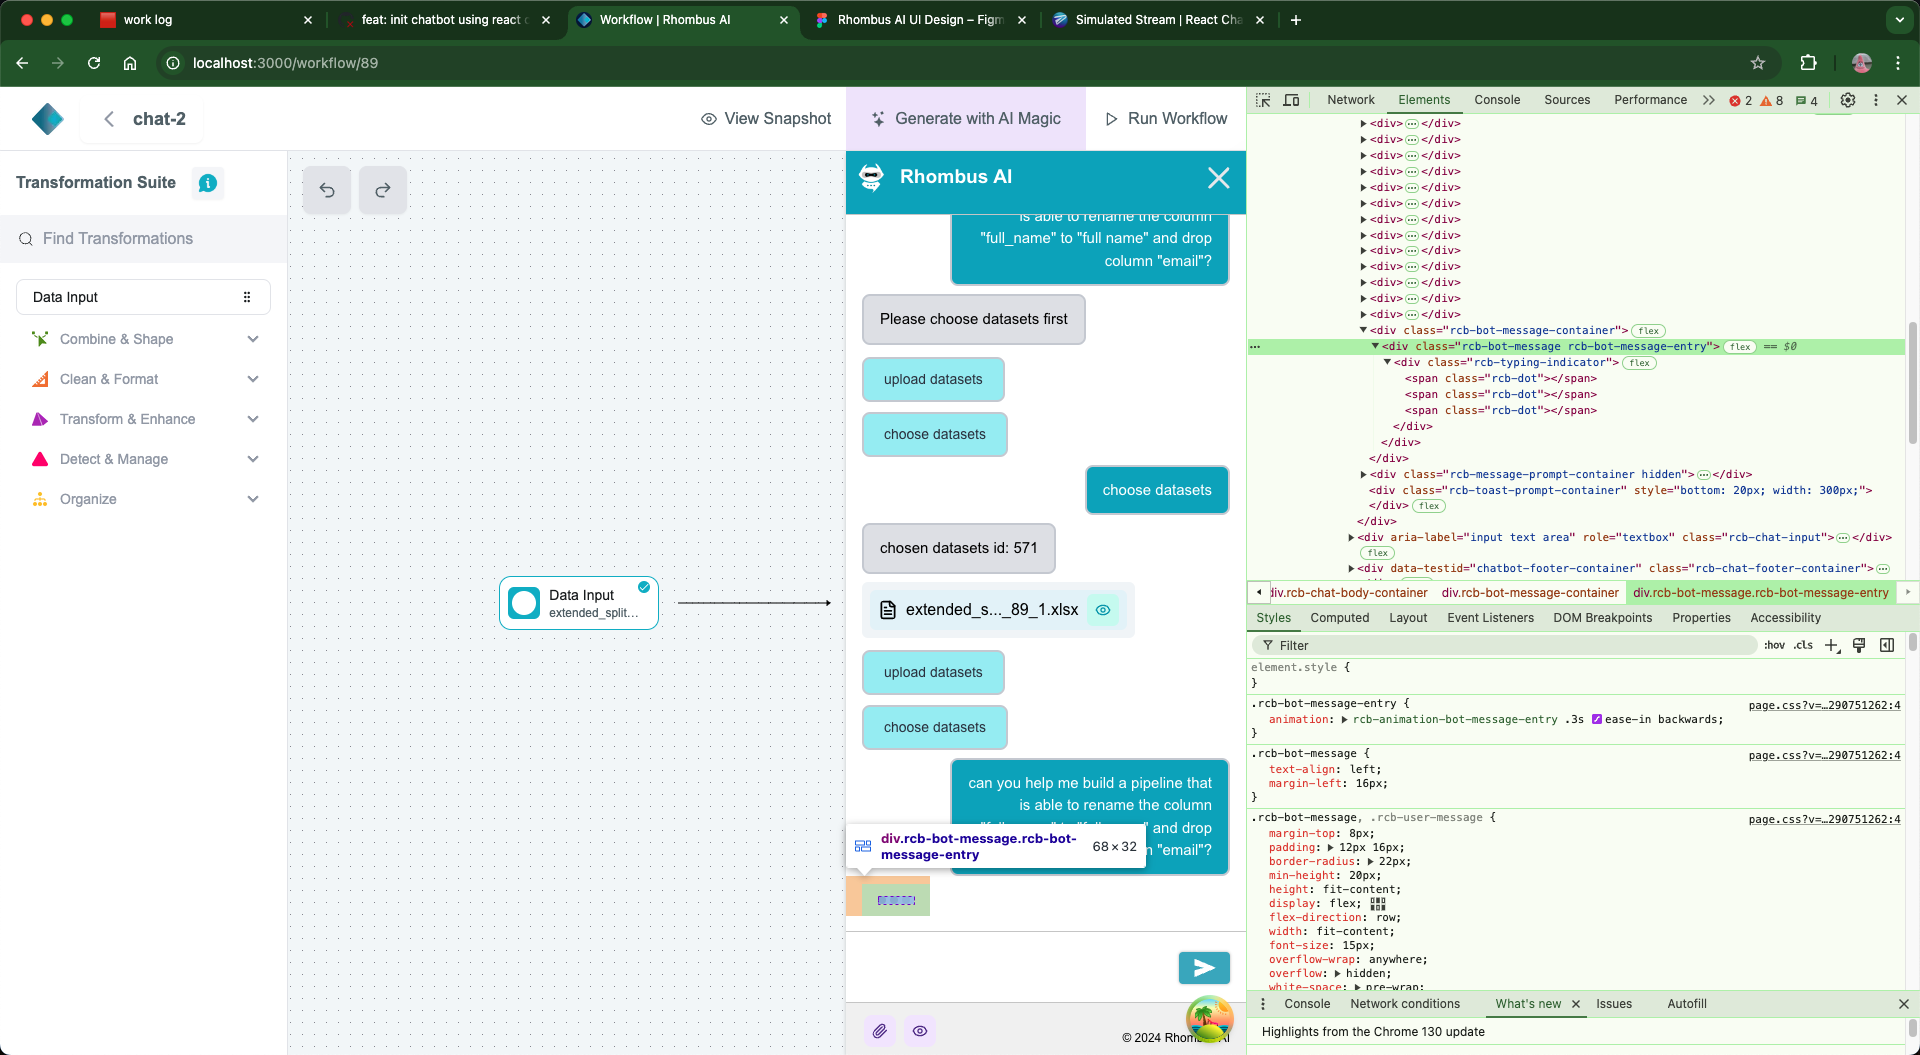 work log
feat: init chatbot using react c
Workflow | Rhombus AI
Rhombus AI UI Design – Figm
Simulated Stream | React Cha
localhost:3000/workflow/89
chat-2
View Snapshot
Generate with AI Magic
Run Workflow
Transformation Suite
Find Transformations
Data Input
Combine & Shape
Clean & Format
Transform & Enhance
Detect & Manage
Organize
Data Input
extended_split...
Rhombus AI
is able to rename the column
"full_name" to "full name" and drop
column "email"?
Please choose datasets first
upload datasets
choose datasets
choose datasets
chosen datasets id: 571
extended_s..._89_1.xlsx
upload datasets
choose datasets
can you help me build a pipeline that
is able to rename the column
and drop
"email"?
div.rcb-bot-message.rcb-bot-
message-entry
68×32
© 2024 Rhomb
AI
Network
Elements
Console
Sources
Performance
2
8
4
<div>…</div>
<div>…</div>
<div>…</div>
<div>…</div>
<div>…</div>
<div>…</div>
<div>…</div>
<div>…</div>
<div>…</div>
<div>…</div>
<div>…</div>
<div>…</div>
<div>…</div>
<div class="rcb-bot-message-container"> flex
<div class="rcb-bot-message rcb-bot-message-entry"> flex == $0
<div class="rcb-typing-indicator"> flex
<span class="rcb-dot"></span>
<span class="rcb-dot"></span>
<span class="rcb-dot"></span>
</div>
</div>
</div>
<div class="rcb-message-prompt-container hidden">…</div>
<div class="rcb-toast-prompt-container" style="bottom: 20px; width: 300px;">
</div> flex
</div>
<div aria-label="input text area" role="textbox" class="rcb-chat-input">…</div>
flex
<div data-testid="chatbot-footer-container" class="rcb-chat-footer-container">…
div.rcb-chat-body-container
div.rcb-bot-message-container
div.rcb-bot-message.rcb-bot-message-entry
Styles
Computed
Layout
Event Listeners
DOM Breakpoints
Properties
Accessibility
Filter
:hov
.cls
element.style {
}
.rcb-bot-message-entry {
page.css?v=…290751262:4
animation: rcb-animation-bot-message-entry .3s ease-in backwards;
}
.rcb-bot-message {
page.css?v=…290751262:4
text-align: left;
margin-left: 16px;
}
.rcb-bot-message, .rcb-user-message {
page.css?v=…290751262:4
margin-top: 8px;
padding: 12px 16px;
border-radius: 22px;
min-height: 20px;
height: fit-content;
display: flex;
flex-direction: row;
width: fit-content;
font-size: 15px;
overflow-wrap: anywhere;
overflow: hidden;
white-space: pre-wrap;
Console
Network conditions
What's new
Issues
Autofill
Highlights from the Chrome 130 update